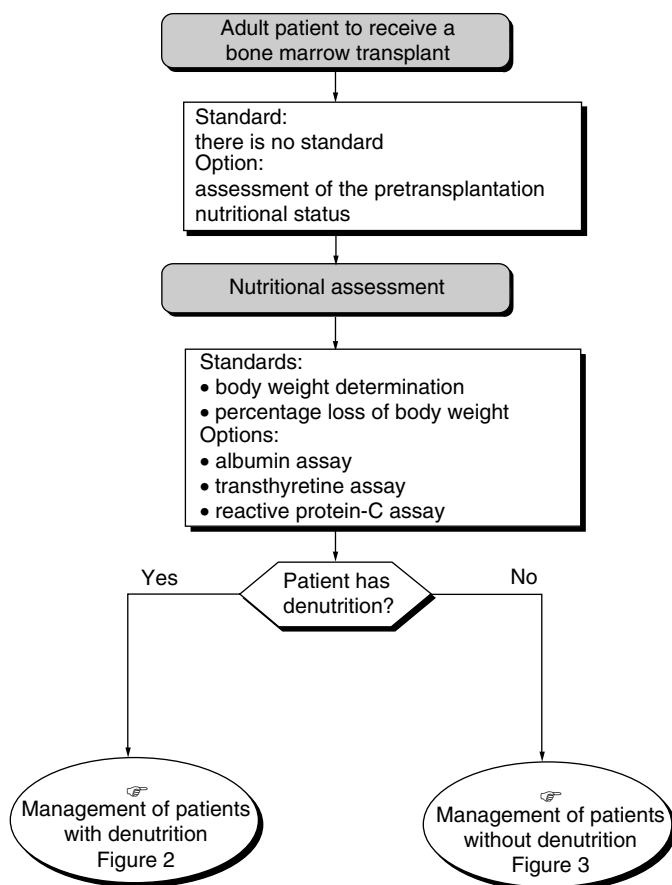 Adult patient to receive a
bone marrow transplant
Standard:
there is no standard
Option:
assessment of the pretransplantation
nutritional status
Nutritional assessment
Standards:
• body weight determination
• percentage loss of body weight
Options:
• albumin assay
• transthyretine assay
• reactive protein-C assay
Patient has
denutrition?
Yes
No
☞
Management of patients
with denutrition
Figure 2
☞
Management of patients
without denutrition
Figure 3